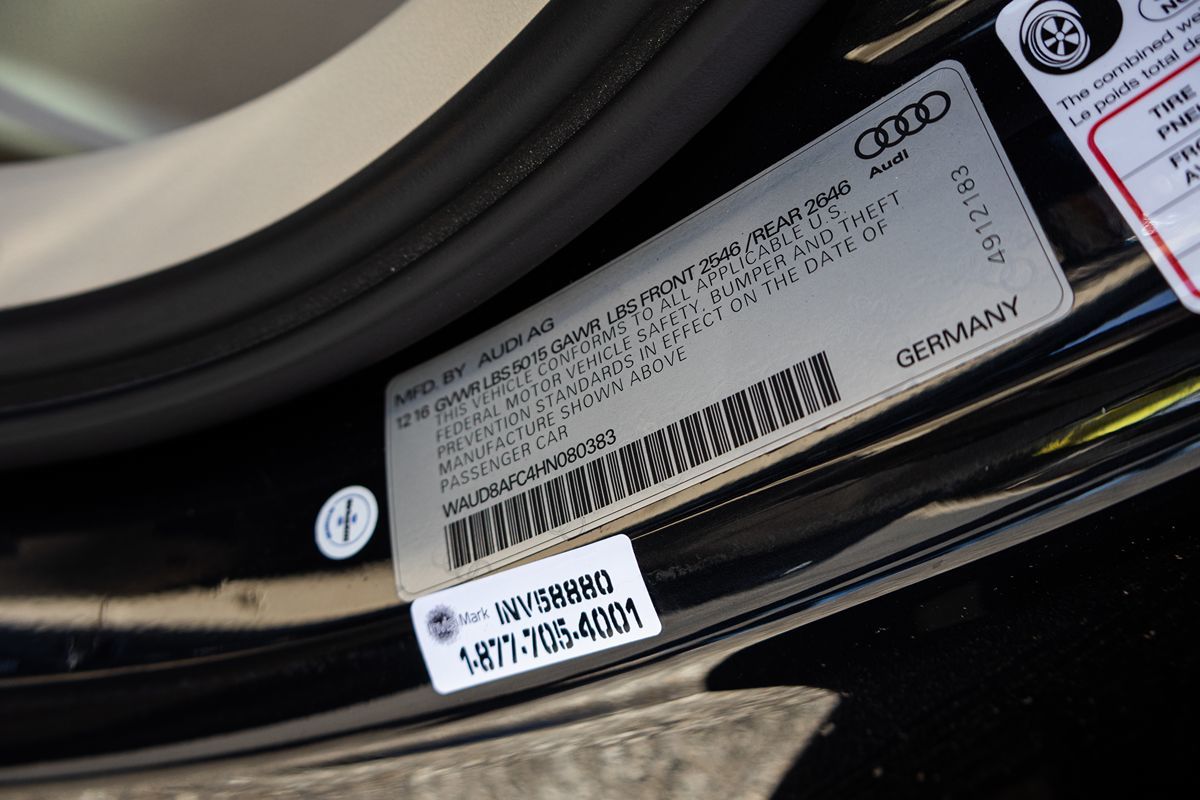 Audi
MFD. BY AUDI AG
12 16 GVWR LBS 5015 GAWR LBS FRONT 2546 /REAR 2646
THIS VEHICLE CONFORMS TO ALL APPLICABLE U.S.
FEDERAL MOTOR VEHICLE SAFETY, BUMPER AND THEFT
PREVENTION STANDARDS IN EFFECT ON THE DATE OF
MANUFACTURE SHOWN ABOVE
PASSENGER CAR
WAUD8AFC4HN080383
4912183
GERMANY
Mark INV58880
1-877-705-4001
The combined
Le poids total
TIRE